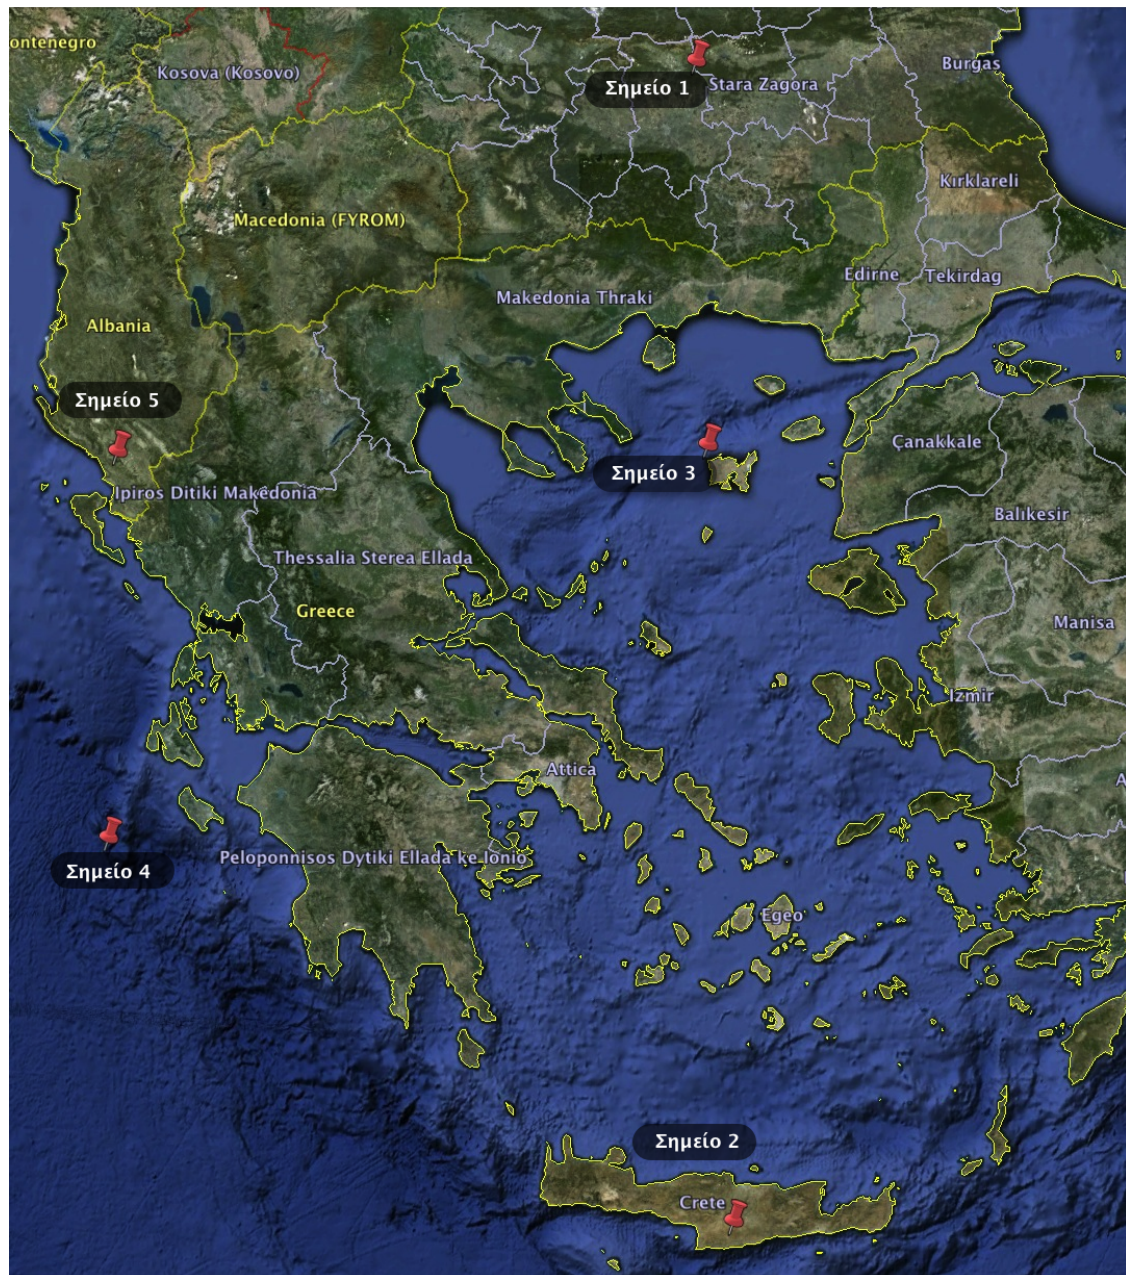 ontenegro
Kosova (Kosovo)
Burgas
Σημείο 1
Stara Zagora
Kırklareli
Macedonia (FYROM)
Edirne
Tekirdag
Makedonia Thraki
Albania
Σημείο 5
Çanakkale
Σημείο 3
Ipiros Ditiki Makedonia
Balıkesir
Thessalia Sterea Ellada
Greece
Manisa
Izmir
Attica
A
Σημείο 4
Peloponnisos Dytiki Ellada ke Ionio
Egeo
Σημείο 2
Crete